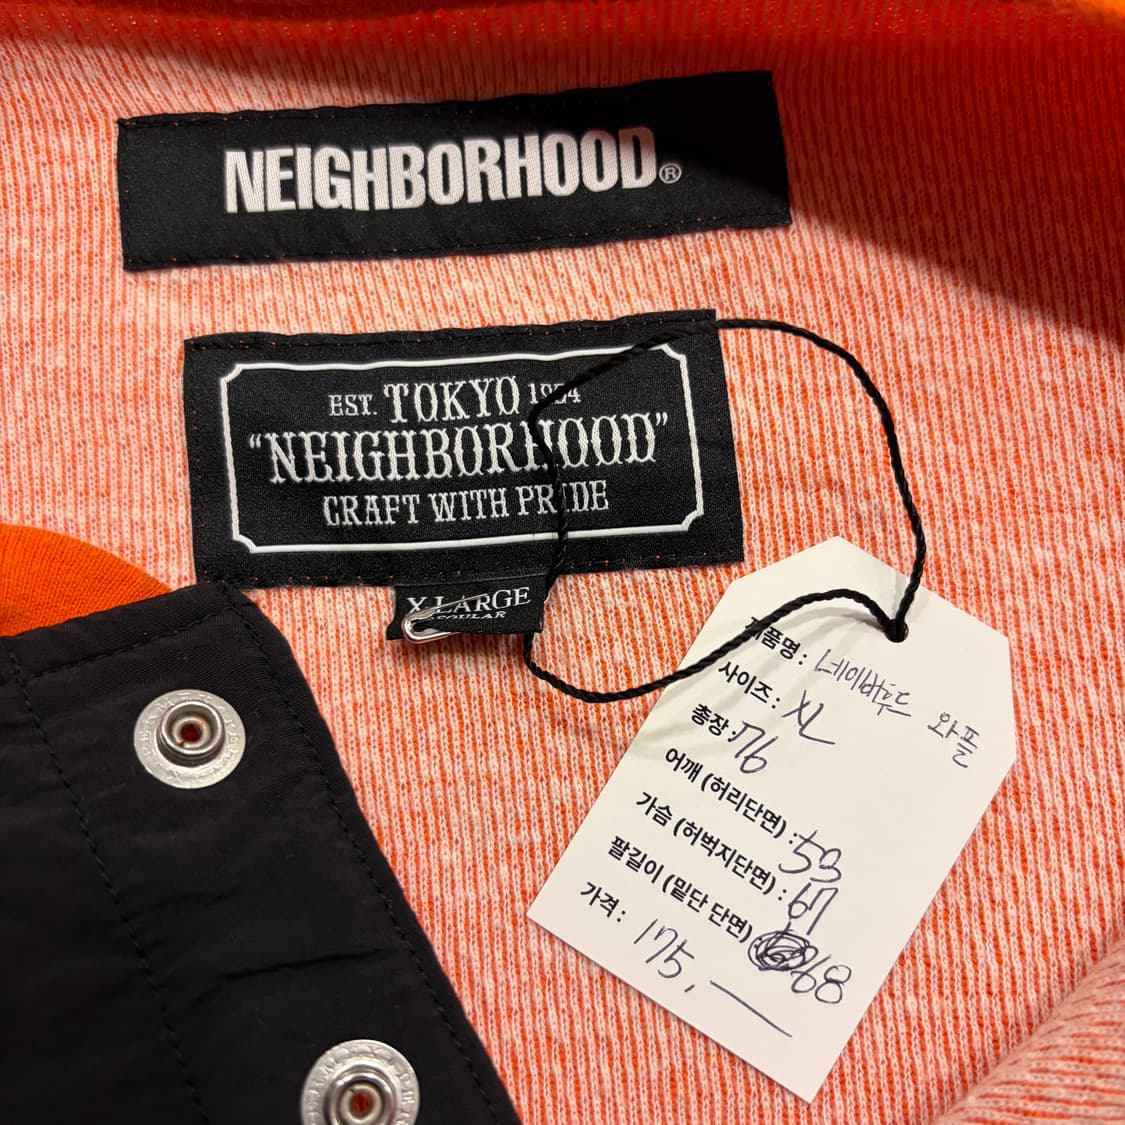 NEIGHBORHOOD®
EST. TOKYO 1994
"NEIGHBORHOOD"
CRAFT WITH PRIDE
X-LARGE
REGULAR
제품명: 네이버후드 와플
사이즈: XL
총장: 76
어깨 (허리단면): 53
가슴 (허벅지단면): 67
팔길이 (밑단 단면) 68
가격: 175,—